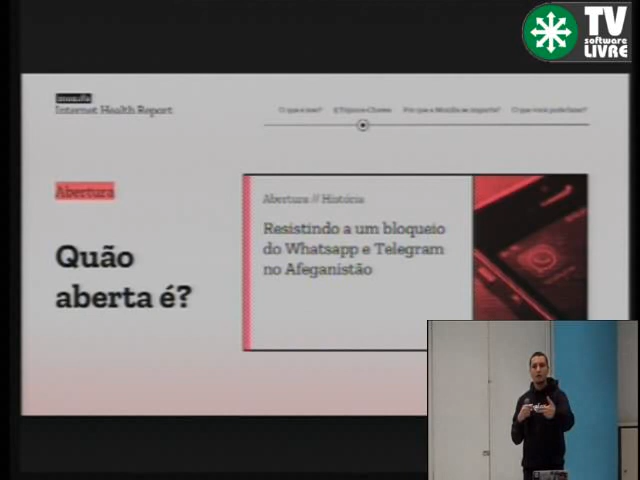 TV
software
LIVRE
moz://a
Internet Health Report
O que é isso? 5 Tópicos-Chaves Por que a Mozilla se importa? O que você pode fazer?
Abertura
Quão
aberta é?
Abertura // História
Resistindo a um bloqueio
do Whatsapp e Telegram
no Afeganistão